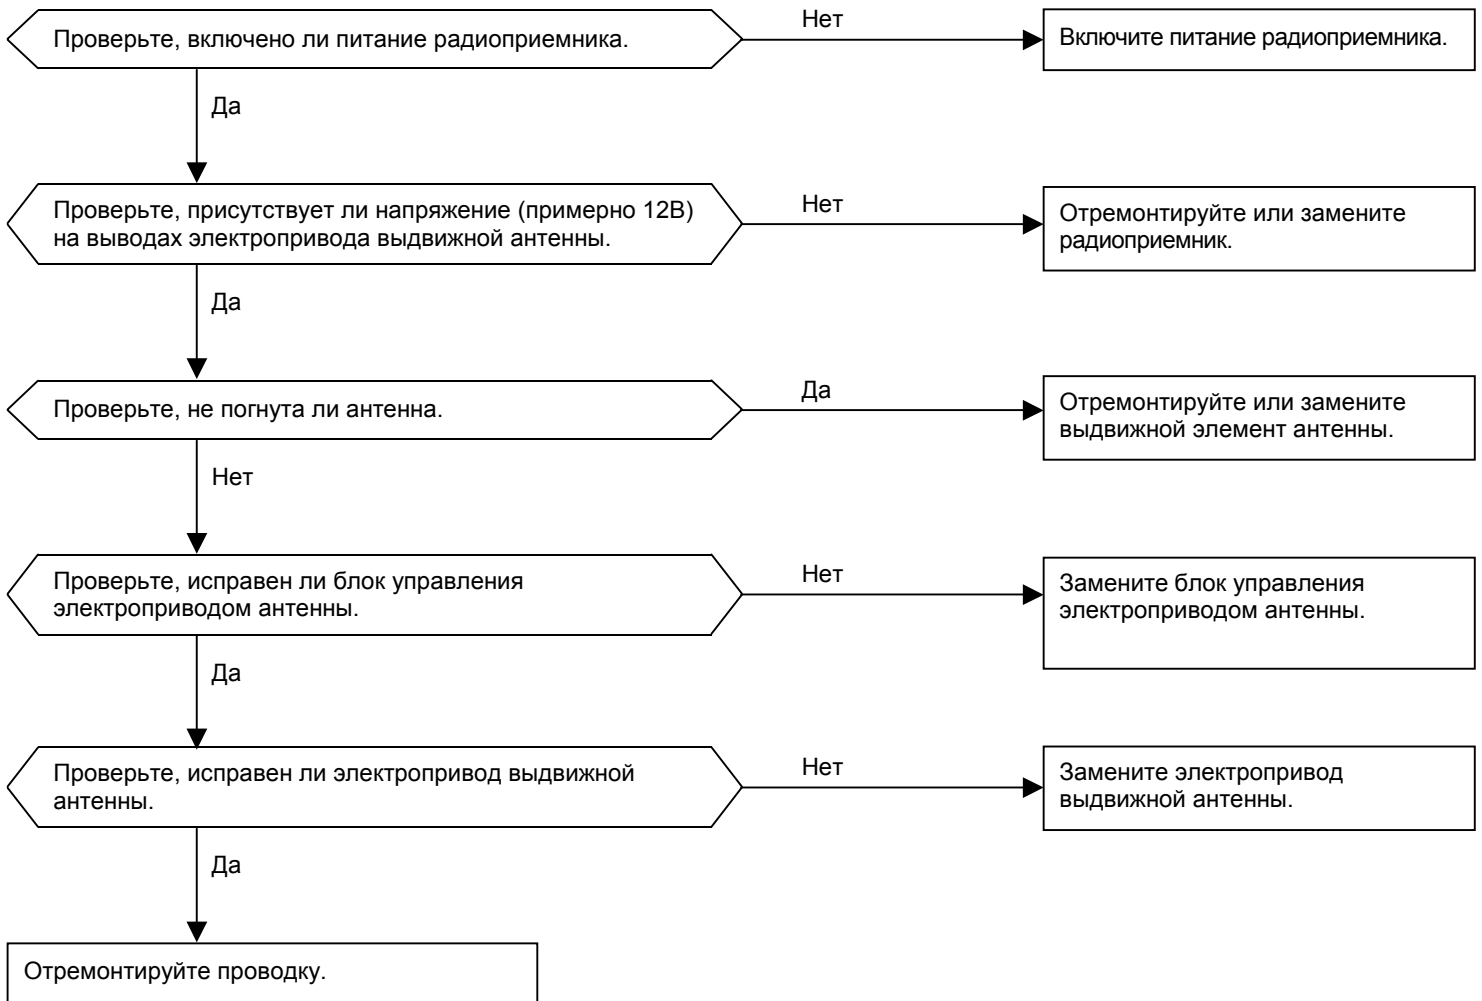 Проверьте, включено ли питание радиоприемника.
Нет
Включите питание радиоприемника.
Да
Проверьте, присутствует ли напряжение (примерно 12В)
на выводах электропривода выдвижной антенны.
Нет
Отремонтируйте или замените
радиоприемник.
Да
Проверьте, не погнута ли антенна.
Да
Отремонтируйте или замените
выдвижной элемент антенны.
Нет
Проверьте, исправен ли блок управления
электроприводом антенны.
Нет
Замените блок управления
электроприводом антенны.
Да
Проверьте, исправен ли электропривод выдвижной
антенны.
Нет
Замените электропривод
выдвижной антенны.
Да
Отремонтируйте проводку.